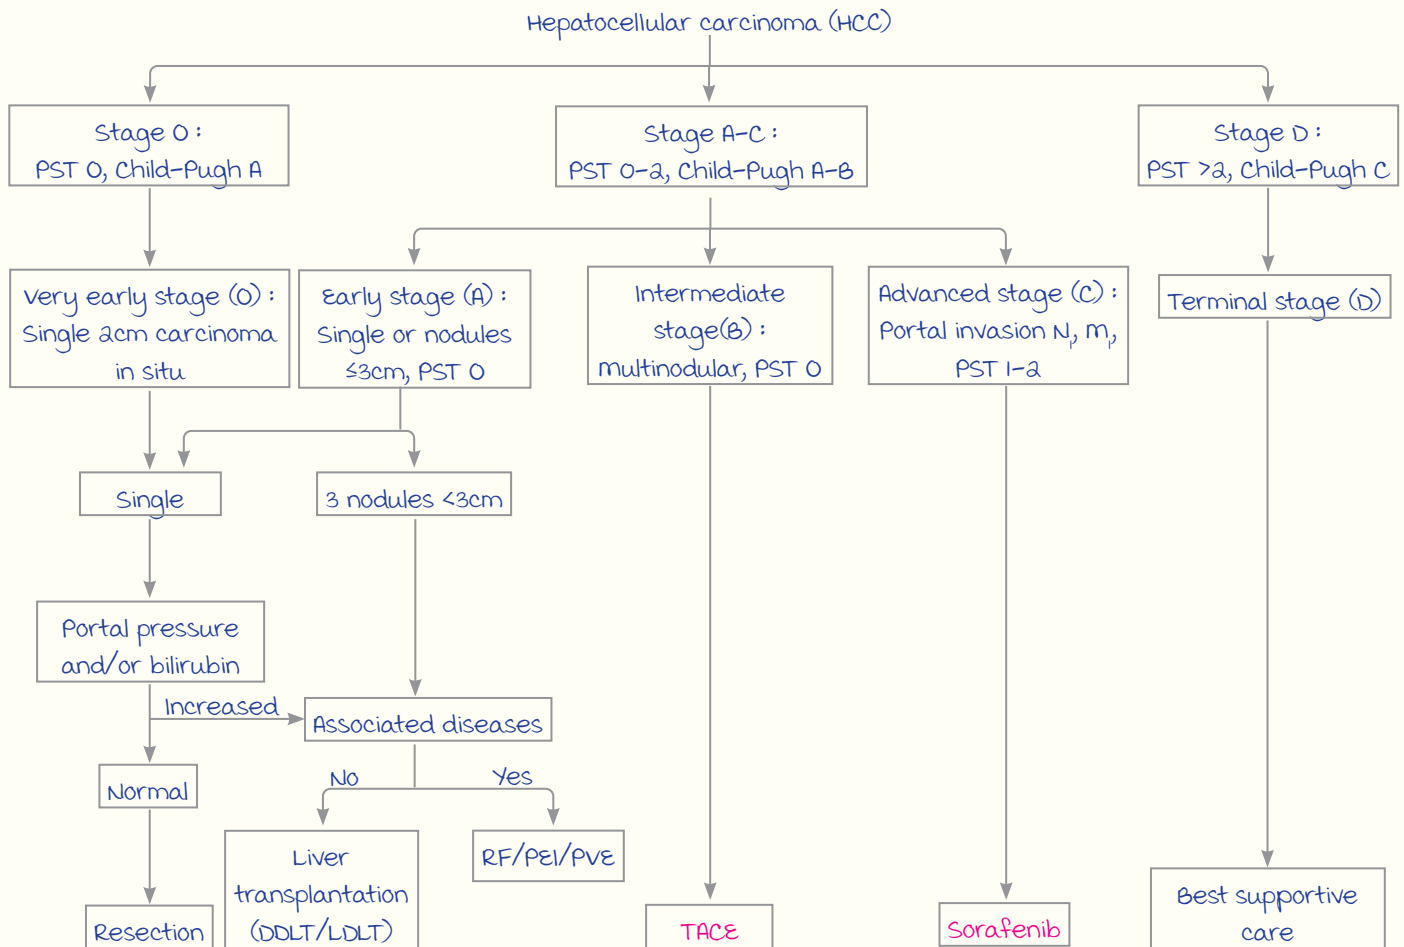 Hepatocellular carcinoma (HCC)
Stage 0 :
PST 0, Child-Pugh A
Stage A-C :
PST 0-2, Child-Pugh A-B
Stage D :
PST >2, Child-Pugh C
Very early stage (0) :
Single 2cm carcinoma
in situ
Early stage (A) :
Single or nodules
≤3cm, PST 0
Intermediate
stage(B) :
multinodular, PST 0
Advanced stage (C) :
Portal invasion N₁, m₁,
PST 1-2
Terminal stage (D)
Single
3 nodules <3cm
Portal pressure
and/or bilirubin
Increased
Associated diseases
Normal
No
Yes
Liver
transplantation
(DDLT/LDLT)
RF/PEI/PVE
Resection
TACE
Sorafenib
Best supportive
care